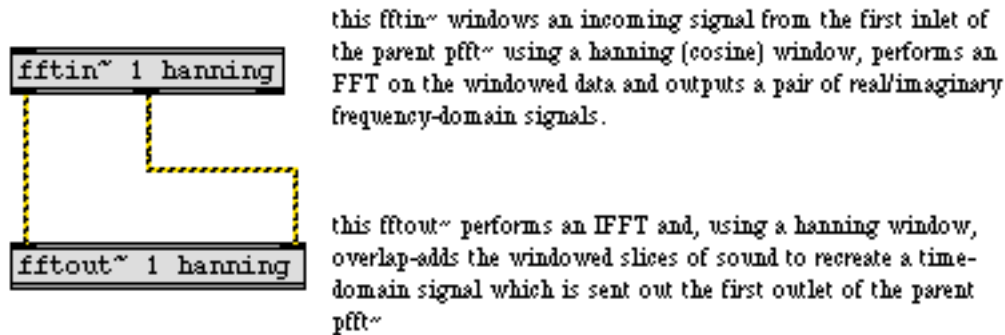 this fftin~ windows an incoming signal from the first inlet of
the parent pfft~ using a hanning (cosine) window, performs an
FFT on the windowed data and outputs a pair of real/imaginary
frequency-domain signals.
fftin~ 1 hanning
this fftout~ performs an IFFT and, using a hanning window,
overlap-adds the windowed slices of sound to recreate a time-
domain signal which is sent out the first outlet of the parent
pfft~
fftout~ 1 hanning